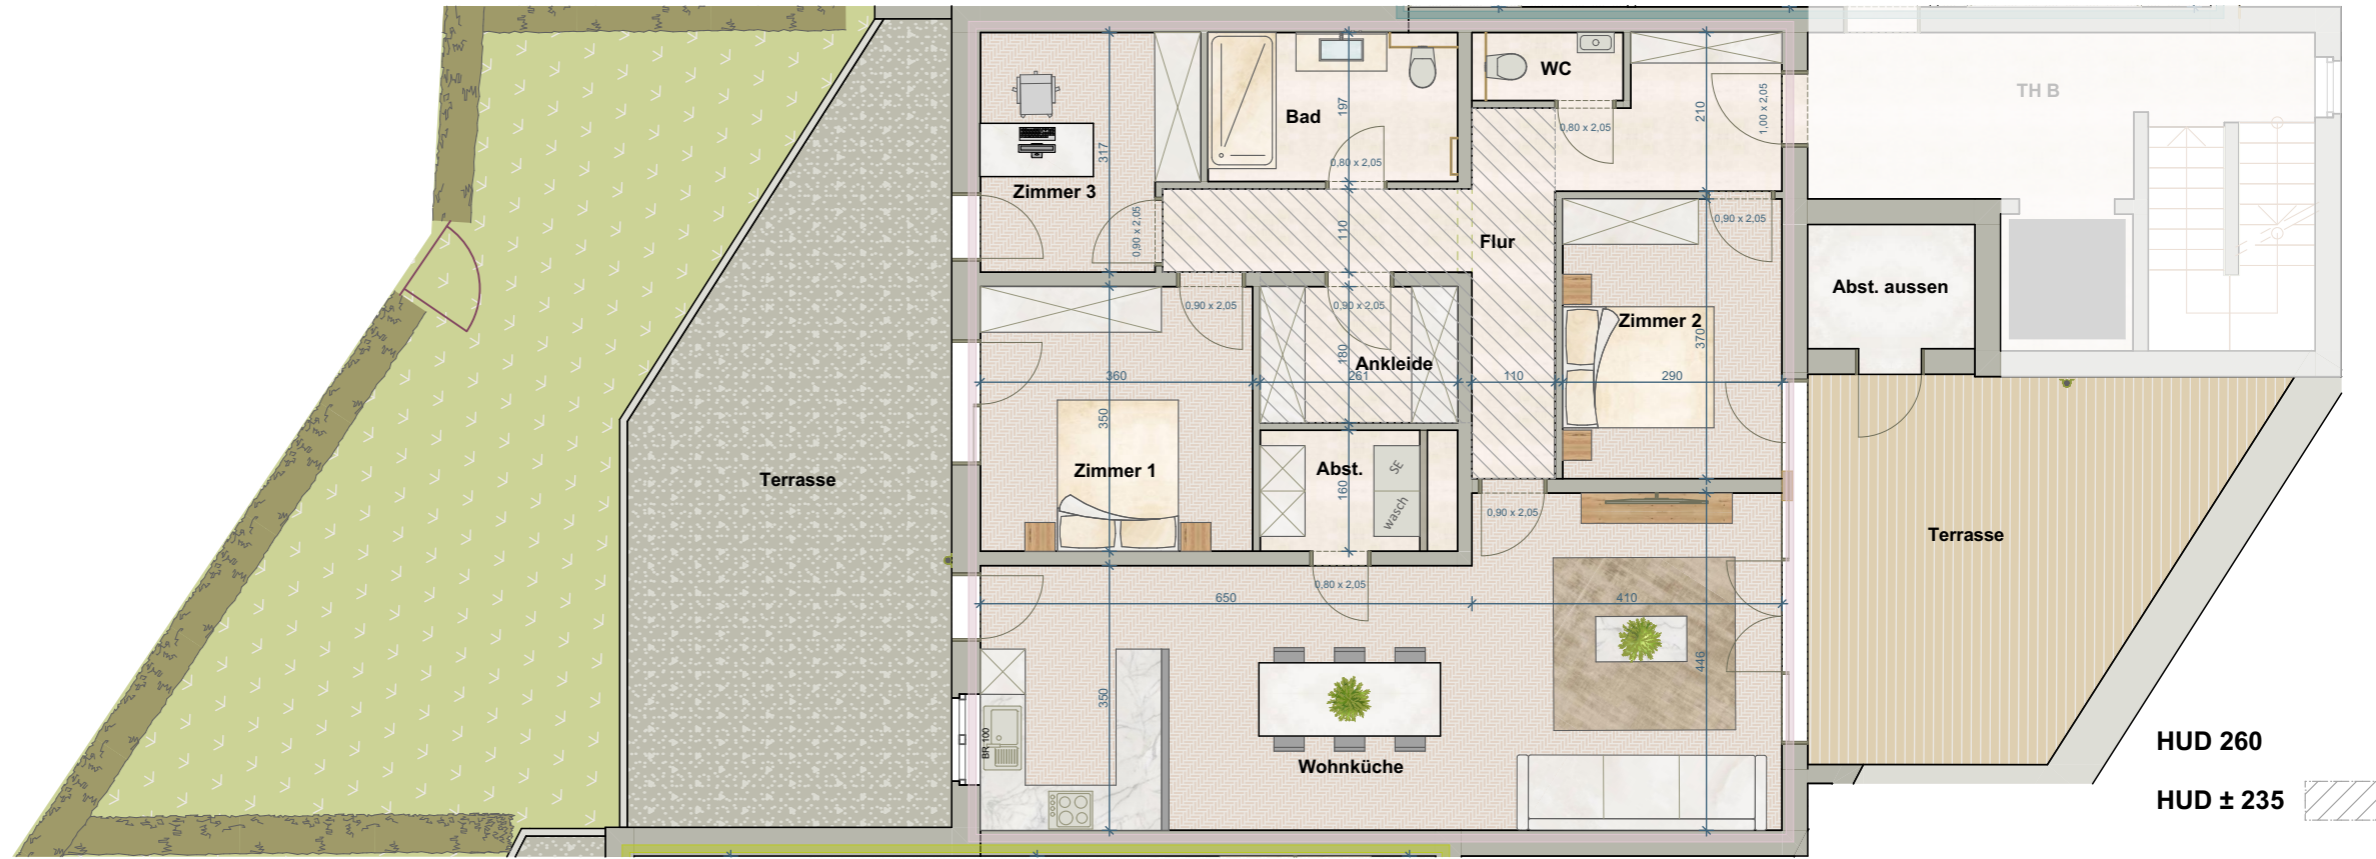 WC
TH B
Bad
197
210
1,00 x 2,05
0,80 x 2,05
317
0,80 x 2,05
Zimmer 3
0,90 x 2,05
110
Flur
0,90 x 2,05
Abst. aussen
0,90 x 2,05
0,90 x 2,05
Zimmer 2
370
180
Ankleide
360
261
110
290
350
Zimmer 1
Abst.
SE
160
wasch
Terrasse
0,90 x 2,05
Terrasse
0,80 x 2,05
650
410
446
350
BR 100
HUD 260
Wohnküche
HUD ± 235